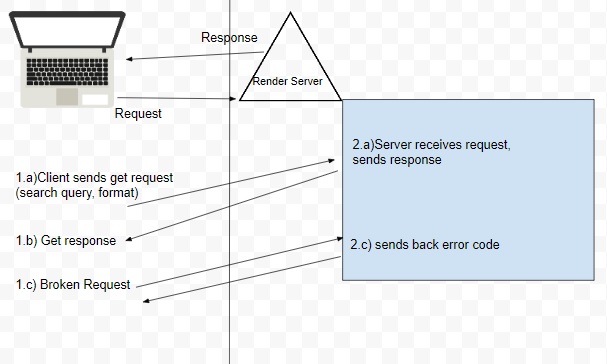 Response
Render Server
Request
2.a)Server receives request,
sends response
1.a)Client sends get request
(search query, format)
1.b) Get response
2.c) sends back error code
1.c) Broken Request